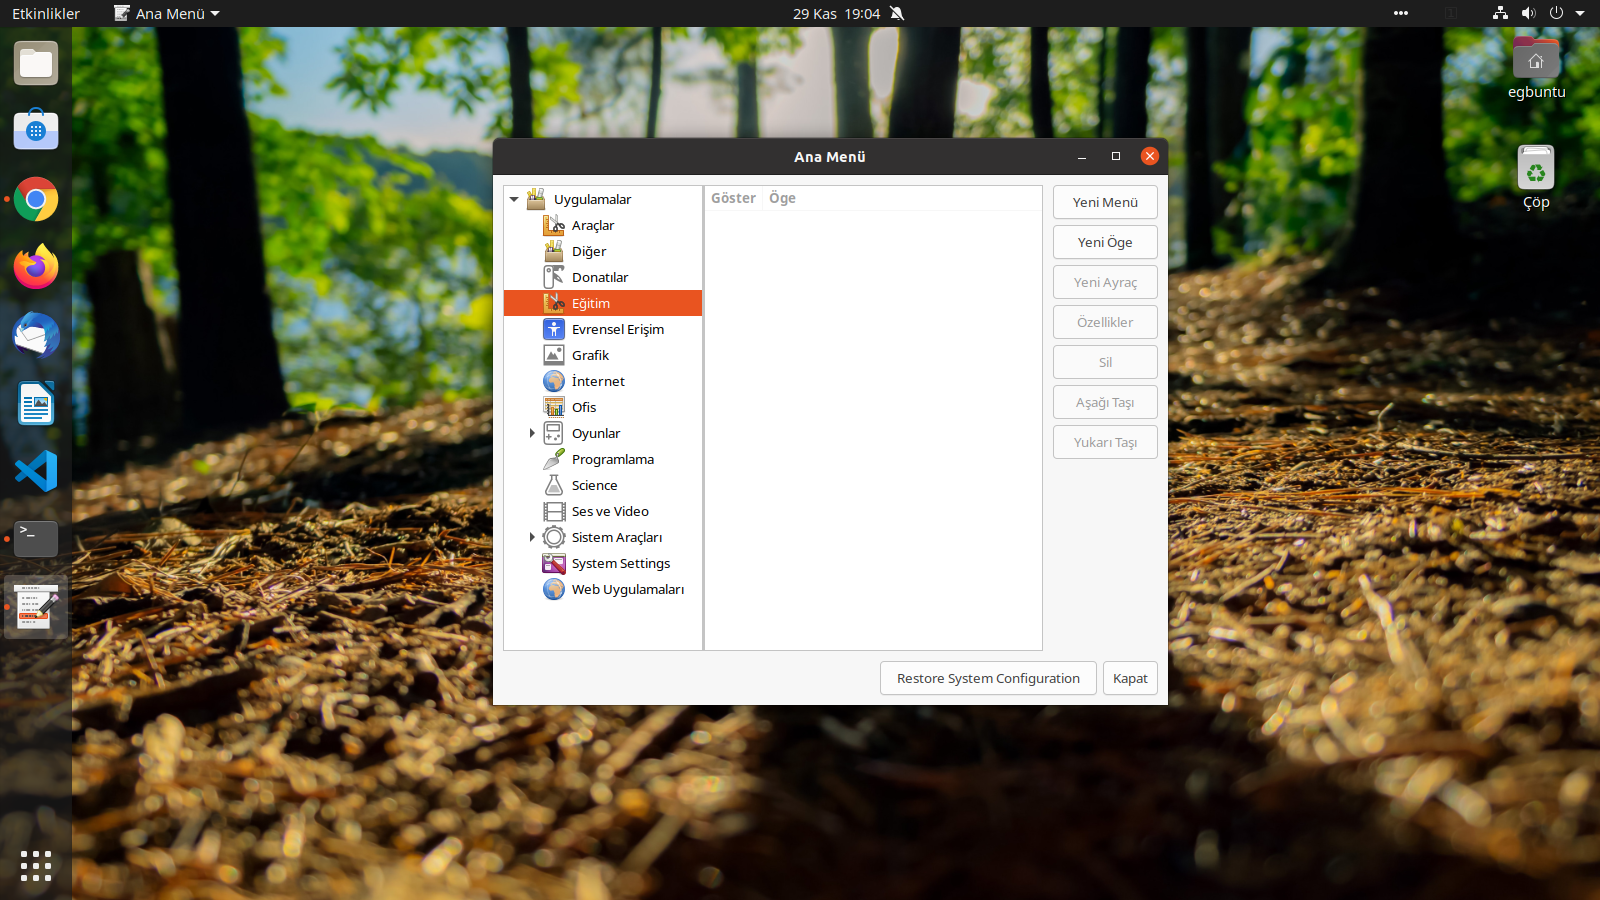 Etkinlikler
Ana Menü
29 Kas 19:04
egbuntu
Çöp
Ana Menü
Uygulamalar
Araçlar
Diğer
Donatılar
Eğitim
Evrensel Erişim
Grafik
İnternet
Ofis
Oyunlar
Programlama
Science
Ses ve Video
Sistem Araçları
System Settings
Web Uygulamaları
Göster Öge
Yeni Menü
Yeni Öge
Yeni Ayraç
Özellikler
Sil
Aşağı Taşı
Yukarı Taşı
Restore System Configuration
Kapat